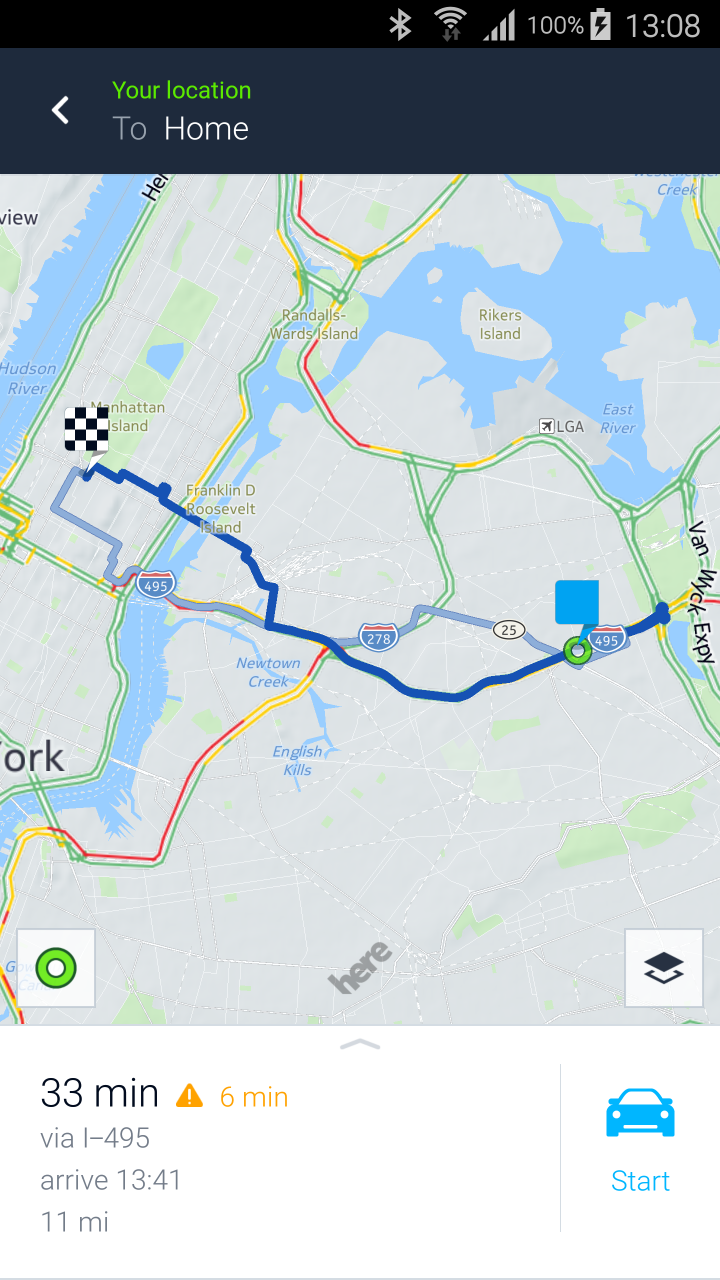 100% 13:08
Your location
To Home
Her
view
Creek
Randalls-
Wards Island
Rikers
Island
Hudson
River
Manhattan
Island
LGA
East
River
Franklin D
Roosevelt
Island
Van Wyck Expy
495
25
278
495
Newtown
Creek
ork
English
Kills
here
33 min 6 min
via I-495
arrive 13:41
11 mi
Start